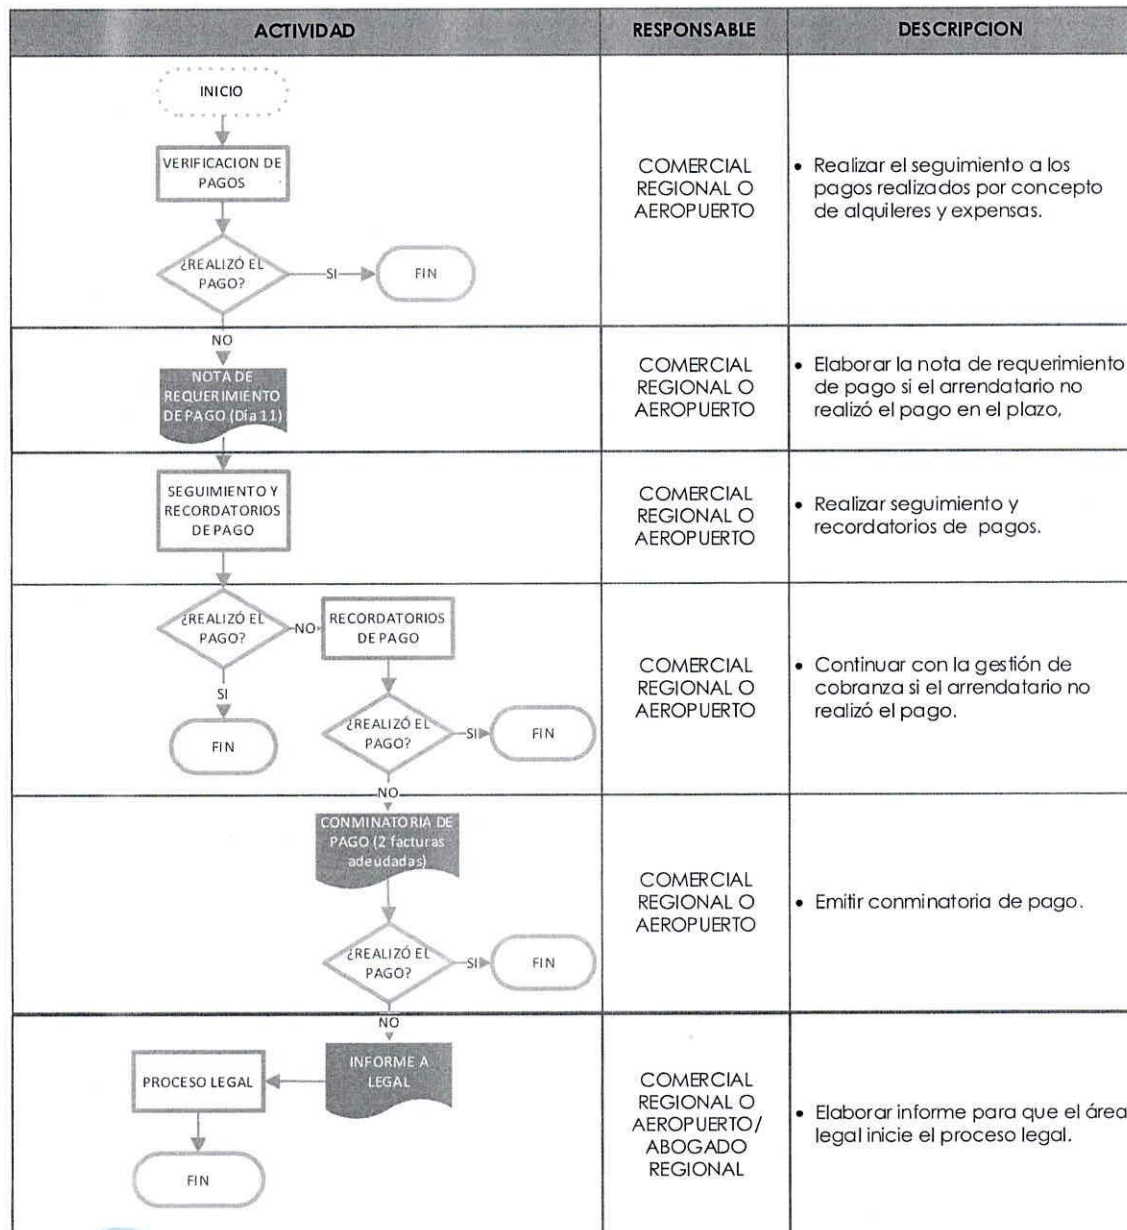 ACTIVIDAD
RESPONSABLE
DESCRIPCION
INICIO
VERIFICACION DE
PAGOS
¿REALIZÓ EL
PAGO?
SI
FIN
COMERCIAL
REGIONAL O
AEROPUERTO
• Realizar el seguimiento a los
pagos realizados por concepto
de alquileres y expensas.
NO
NOTA DE
REQUERIMIENTO
DE PAGO (Día 11)
COMERCIAL
REGIONAL O
AEROPUERTO
• Elaborar la nota de requerimiento
de pago si el arrendatario no
realizó el pago en el plazo,
SEGUIMIENTO Y
RECORDATORIOS
DE PAGO
COMERCIAL
REGIONAL O
AEROPUERTO
• Realizar seguimiento y
recordatorios de pagos.
¿REALIZÓ EL
PAGO?
NO
RECORDATORIOS
DE PAGO
SI
FIN
¿REALIZÓ EL
PAGO?
SI
FIN
COMERCIAL
REGIONAL O
AEROPUERTO
• Continuar con la gestión de
cobranza si el arrendatario no
realizó el pago.
NO
CONMINATORIA DE
PAGO (2 facturas
adeudadas)
¿REALIZÓ EL
PAGO?
SI
FIN
COMERCIAL
REGIONAL O
AEROPUERTO
• Emitir conminatoria de pago.
NO
INFORME A
LEGAL
PROCESO LEGAL
FIN
COMERCIAL
REGIONAL O
AEROPUERTO/
ABOGADO
REGIONAL
• Elaborar informe para que el área
legal inicie el proceso legal.